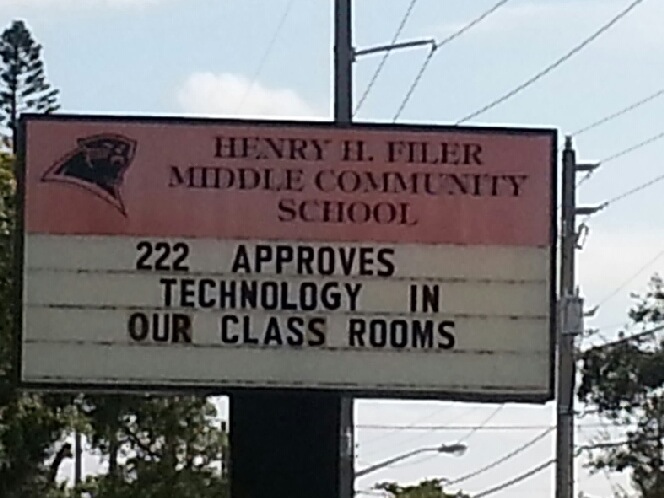 HENRY H. FILER
MIDDLE COMMUNITY
SCHOOL
222 APPROVES
TECHNOLOGY IN
OUR CLASS ROOMS